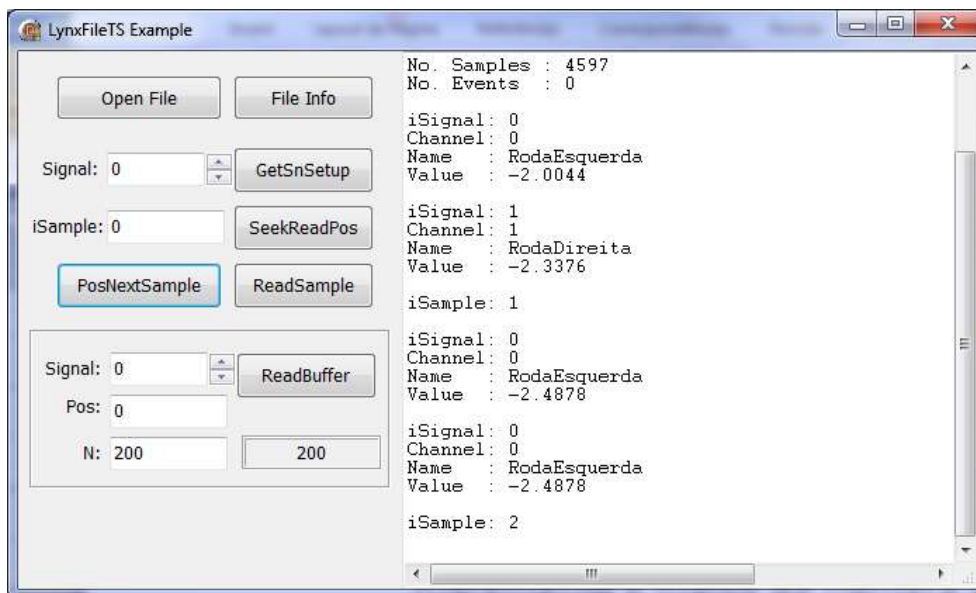 LynxFileTS Example
Open File
File Info
Signal: 0
GetSnSetup
iSample: 0
SeekReadPos
PosNextSample
ReadSample
Signal: 0
ReadBuffer
Pos: 0
N: 200
200
No. Samples : 4597
No. Events  : 0
iSignal: 0
Channel: 0
Name   : RodaEsquerda
Value  : -2.0044
iSignal: 1
Channel: 1
Name   : RodaDireita
Value  : -2.3376
iSample: 1
iSignal: 0
Channel: 0
Name   : RodaEsquerda
Value  : -2.4878
iSignal: 0
Channel: 0
Name   : RodaEsquerda
Value  : -2.4878
iSample: 2